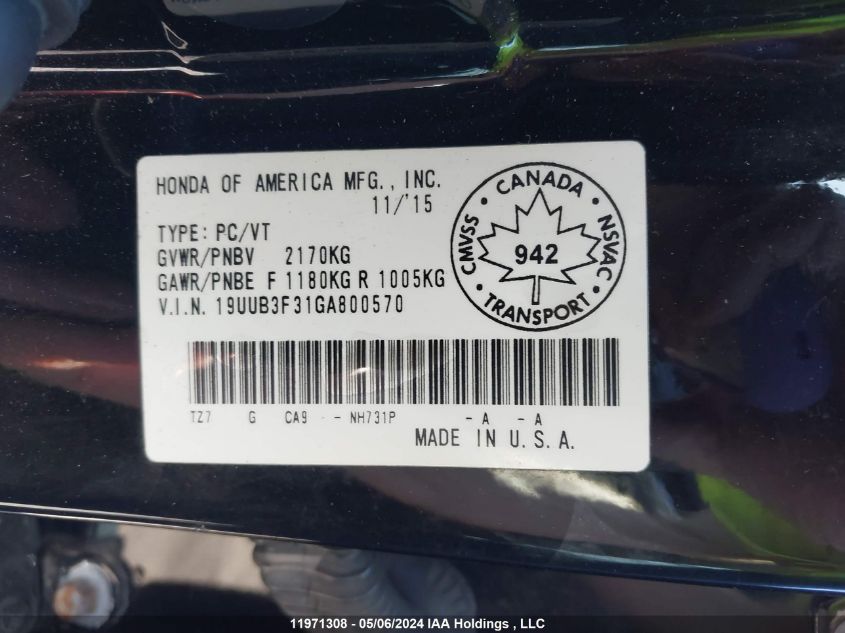 HONDA OF AMERICA MFG., INC.
11/'15
TYPE: PC/VT
GVWR/PNBV 2170KG
GAWR/PNBE F 1180KG R 1005KG
V.I.N. 19UUB3F31GA800570
CANADA
CMVSS
NSVAC
942
TRANSPORT
TZ7 G CA9 - NH731P - A - A
MADE IN U.S.A.
11971308 - 05/06/2024 IAA Holdings , LLC